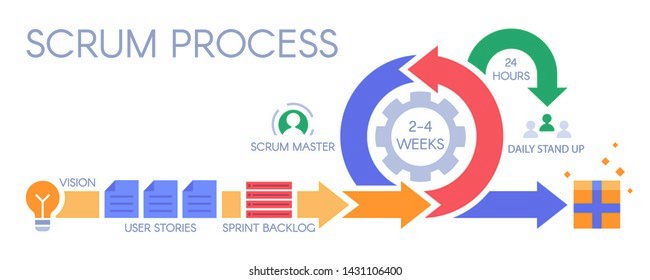 SCRUM PROCESS
24
HOURS
2-4
WEEKS
SCRUM MASTER
DAILY STAND UP
VISION
USER STORIES
SPRINT BACKLOG
shutterstock.com · 1431106400